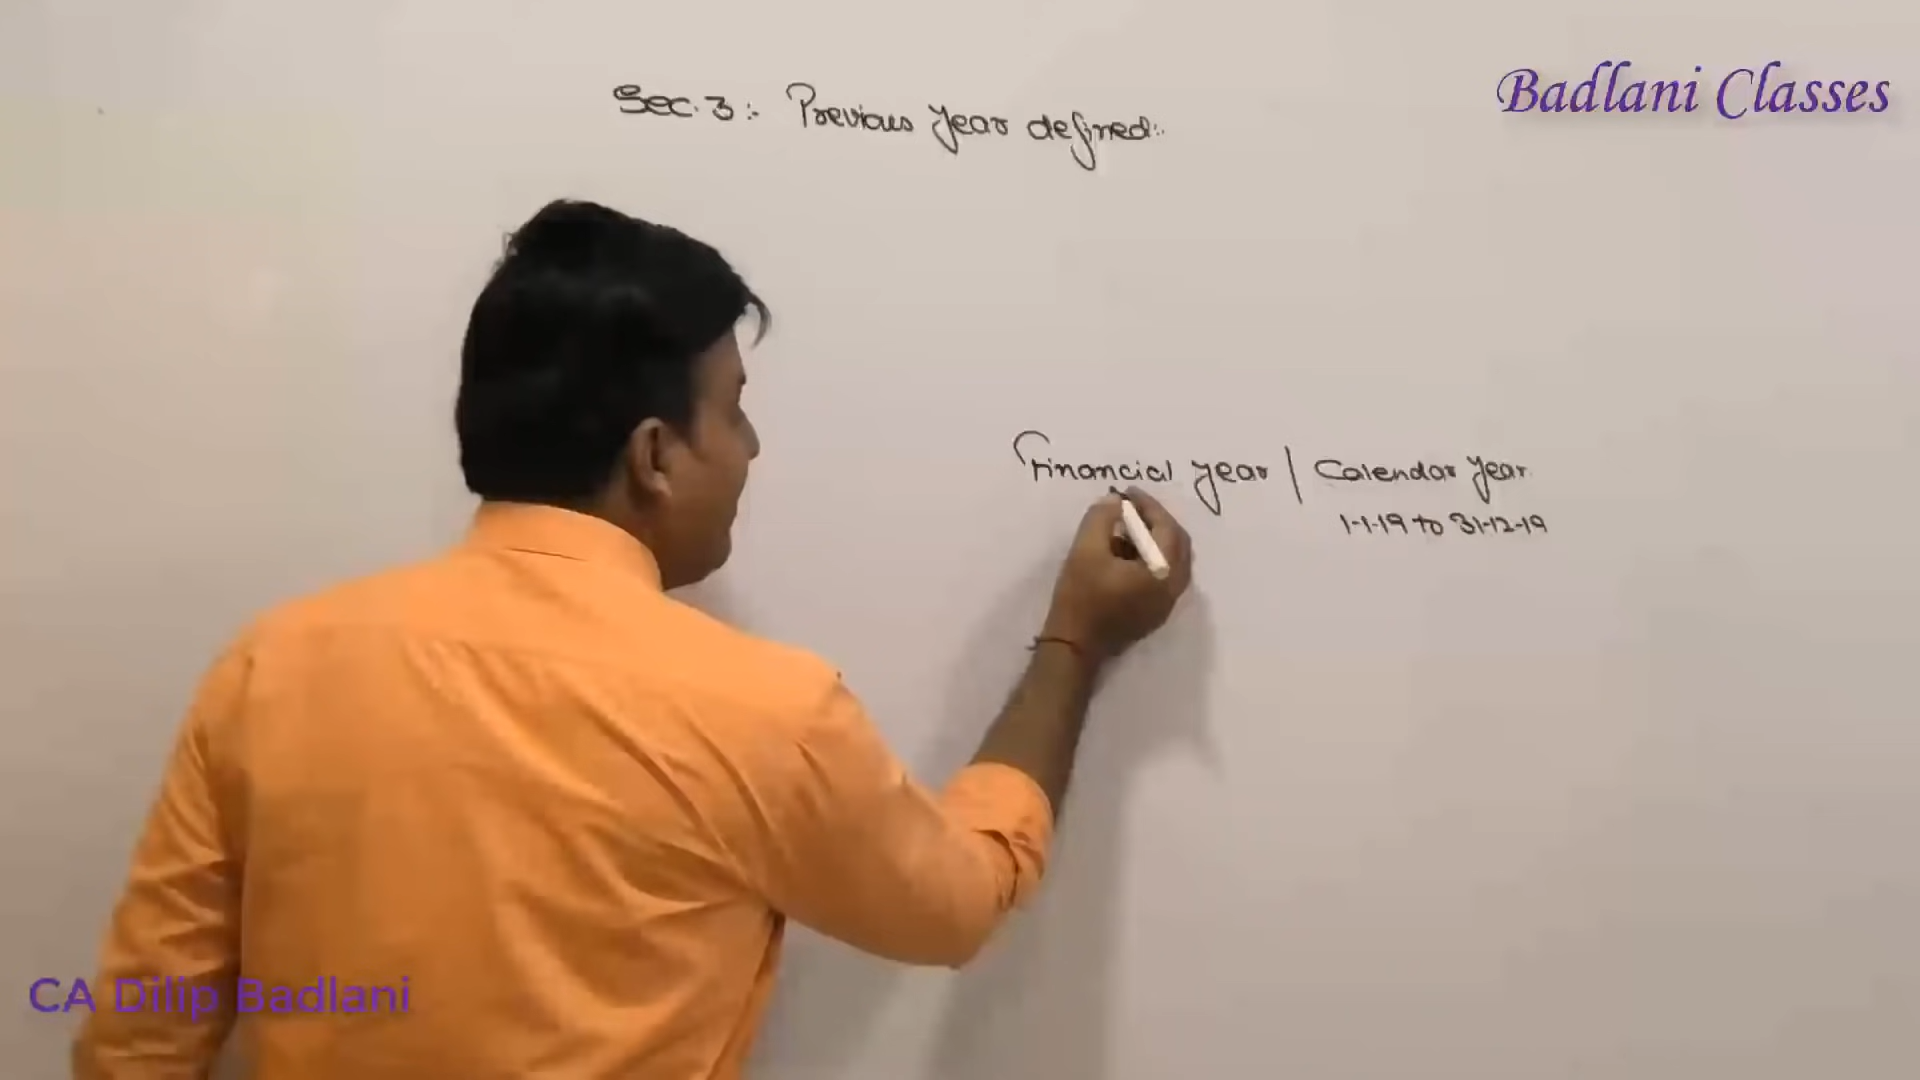 Badlani Classes
Sec. 3:- Previous Year defined:-
Financial Year | Calendar Year
1-1-19 to 31-12-19
CA Dilip Badlani